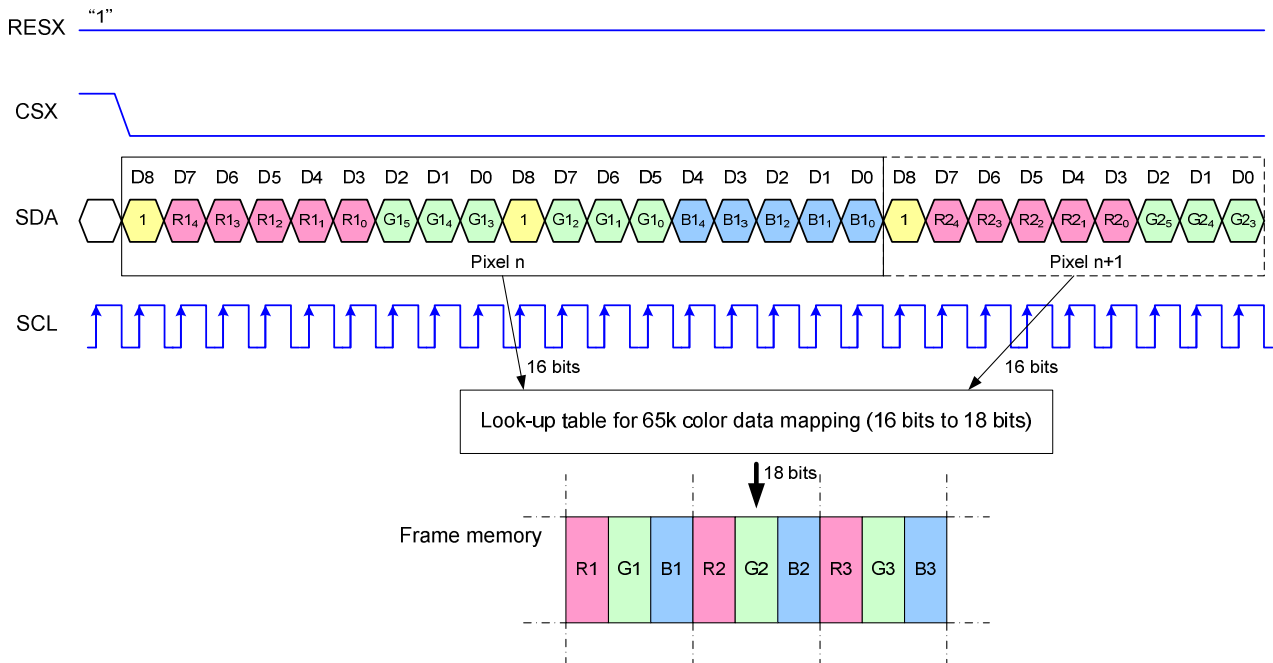 RESX “1”
CSX
D8 D7 D6 D5 D4 D3 D2 D1 D0 D8 D7 D6 D5 D4 D3 D2 D1 D0 D8 D7 D6 D5 D4 D3 D2 D1 D0
SDA 1 R1₄ R1₃ R1₂ R1₁ R1₀ G1₅ G1₄ G1₃ 1 G1₂ G1₁ G1₀ B1₄ B1₃ B1₂ B1₁ B1₀ 1 R2₄ R2₃ R2₂ R2₁ R2₀ G2₅ G2₄ G2₃
Pixel n Pixel n+1
SCL
16 bits 16 bits
Look-up table for 65k color data mapping (16 bits to 18 bits)
18 bits
Frame memory
R1 G1 B1 R2 G2 B2 R3 G3 B3